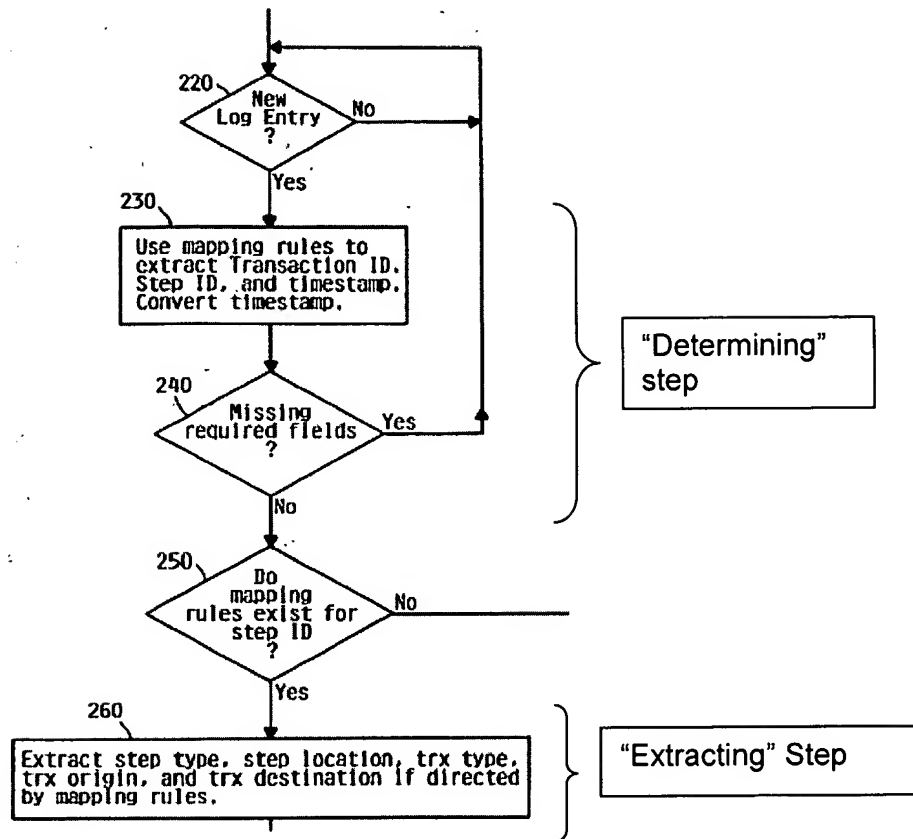 220
New
Log Entry
?
No
Yes
230
Use mapping rules to
extract Transaction ID,
Step ID, and timestamp.
Convert timestamp.
"Determining"
step
240
Missing
required fields
?
Yes
No
250
Do
mapping
rules exist for
step ID
?
No
Yes
260
Extract step type, step location, trx type,
trx origin, and trx destination if directed
by mapping rules.
"Extracting" Step